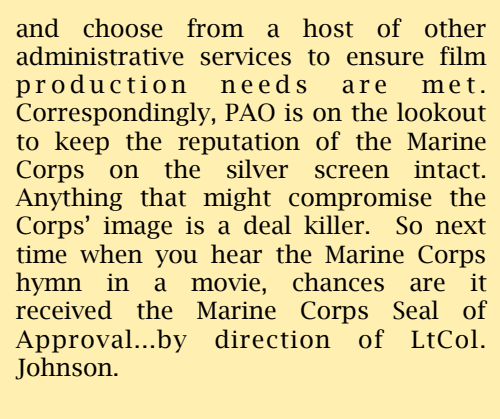 and choose from a host of other
administrative services to ensure film
production needs are met.
Correspondingly, PAO is on the lookout
to keep the reputation of the Marine
Corps on the silver screen intact.
Anything that might compromise the
Corps’ image is a deal killer.  So next
time when you hear the Marine Corps
hymn in a movie, chances are it
received the Marine Corps Seal of
Approval...by direction of LtCol.
Johnson.